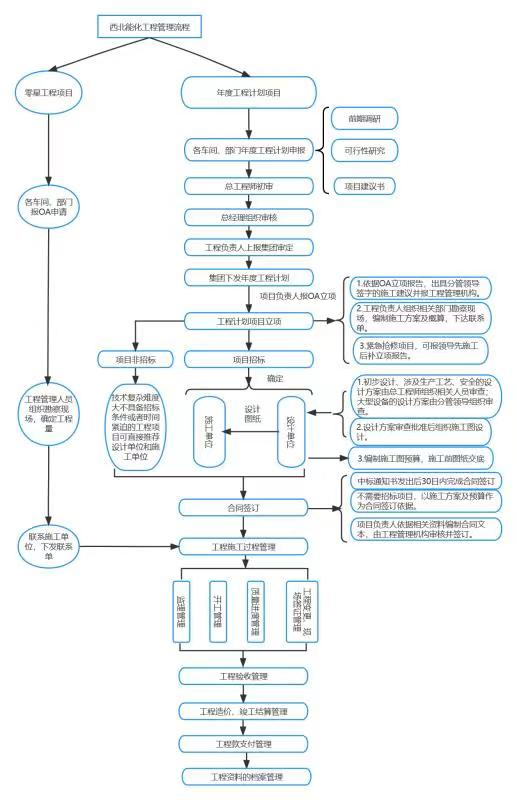 西北能化工程管理流程
零星工程项目
年度工程计划项目
前期调研
各车间、部门年度工程计划申报
可行性研究
总工程师初审
项目建议书
各车间、部门
报OA申请
总经理组织审核
工程负责人上报集团审定
集团下发年度工程计划
项目负责人报OA立项
1.依据OA立项报告，出具分管领导
签字的施工建议并报工程管理机构。
工程计划项目立项
2.工程负责人组织相关部门勘察现
场，编制施工方案及概算，下达联系
单。
3.紧急抢修项目，可报领导先施工
后补立项报告。
项目非招标
项目招标
确定
工程管理人员
组织勘察现
场，确定工程
量
技术复杂难度
大不具备招标
条件或者时间
紧迫的工程项
目可直接推荐
设计单位和施
工单位
施工单位
设计
图纸
设计单位
1.初步设计、涉及生产工艺、安全的设
计方案由总工程师组织相关人员审查；
大型设备的设计方案由分管领导组织审
查。
2.设计方案审查批准后组织施工图设
计。
3.编制施工图预算，施工前图纸交底
中标通知书发出后30日内完成合同签订
合同签订
不需要招标项目，以施工方案及预算作
为合同签订依据。
项目负责人依据相关资料编制合同文
本，由工程管理机构审核并签订。
联系施工单
位，下发联系
单
工程施工过程管理
监理管理
开工管理
质量进度管理
工程变更、现
场签证管理
工程验收管理
工程造价、竣工结算管理
工程款支付管理
工程资料的档案管理